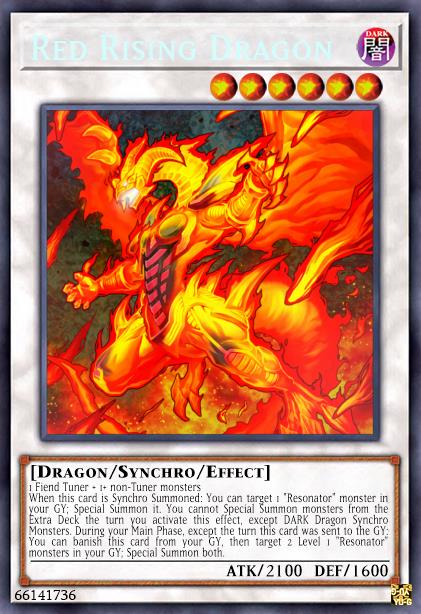 Red Rising Dragon
DARK
闇
[Dragon/Synchro/Effect]
1 Fiend Tuner + 1+ non-Tuner monsters
When this card is Synchro Summoned: You can target 1 "Resonator" monster in
your GY; Special Summon it. You cannot Special Summon monsters from the
Extra Deck the turn you activate this effect, except DARK Dragon Synchro
Monsters. During your Main Phase, except the turn this card was sent to the GY:
You can banish this card from your GY, then target 2 Level 1 "Resonator"
monsters in your GY; Special Summon both.
ATK/2100 DEF/1600
66141736